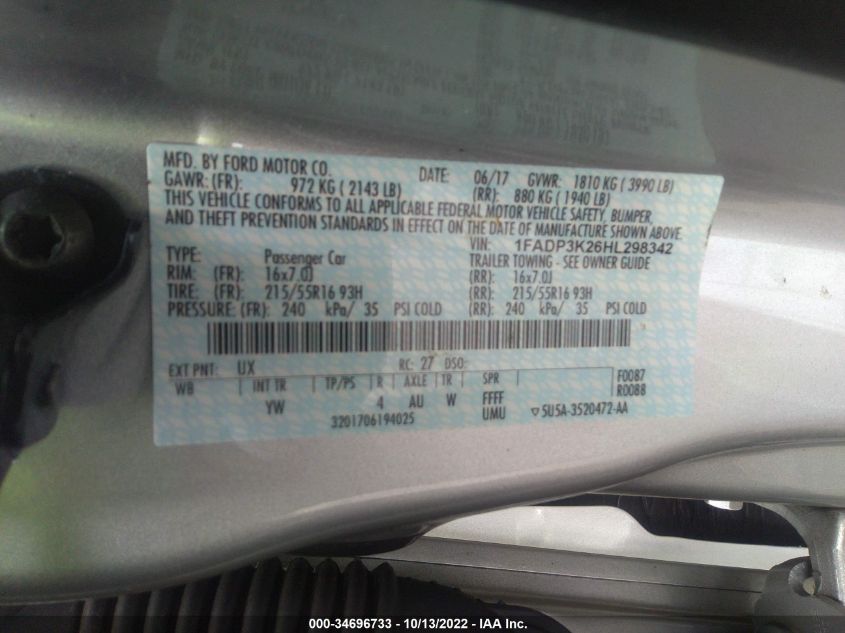 MFD. BY FORD MOTOR CO. DATE: 06/17 GVWR: 1810 KG ( 3990 LB)
GAWR: (FR): 972 KG ( 2143 LB) (RR): 880 KG ( 1940 LB)
THIS VEHICLE CONFORMS TO ALL APPLICABLE FEDERAL MOTOR VEHICLE SAFETY, BUMPER,
AND THEFT PREVENTION STANDARDS IN EFFECT ON THE DATE OF MANUFACTURE SHOWN ABOVE.
VIN: 1FADP3K26HL298342
TYPE: Passenger Car TRAILER TOWING - SEE OWNER GUIDE
RIM: (FR): 16x7.0J (RR): 16x7.0J
TIRE: (FR): 215/55R16 93H (RR): 215/55R16 93H
PRESSURE: (FR): 240 kPa/ 35 PSI COLD (RR): 240 kPa/ 35 PSI COLD
EXT PNT: UX RC: 27 DSO:
WB INT TR TP/PS R AXLE TR SPR F0087
YW 4 AU W FFFF R0088
UMU
3201706194025 ▽5U5A-3520472-AA
000-34696733 - 10/13/2022 - IAA Inc.